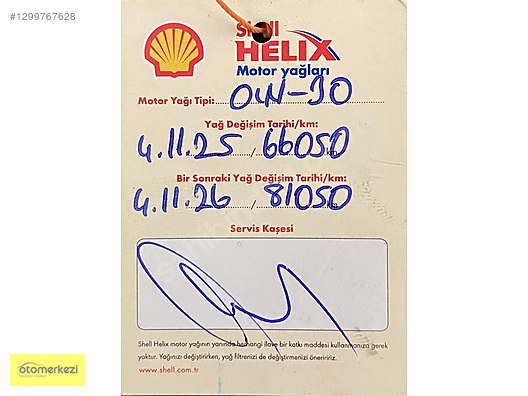 #1299767628
Shell
HELIX
Motor yağları
Motor Yağı Tipi: 0W-30
Yağ Değişim Tarihi/km:
4.11.25 / 66050 km
Bir Sonraki Yağ Değişim Tarihi/km:
4.11.26 / 81050
Servis Kaşesi
Shell Helix motor yağının yanında herhangi ilave bir katkı maddesi kullanmanıza gerek
yoktur. Yağınızı değiştirirken, yağ filtrenizi de değiştirmenizi öneririz.
www.shell.com.tr
otomerkezi